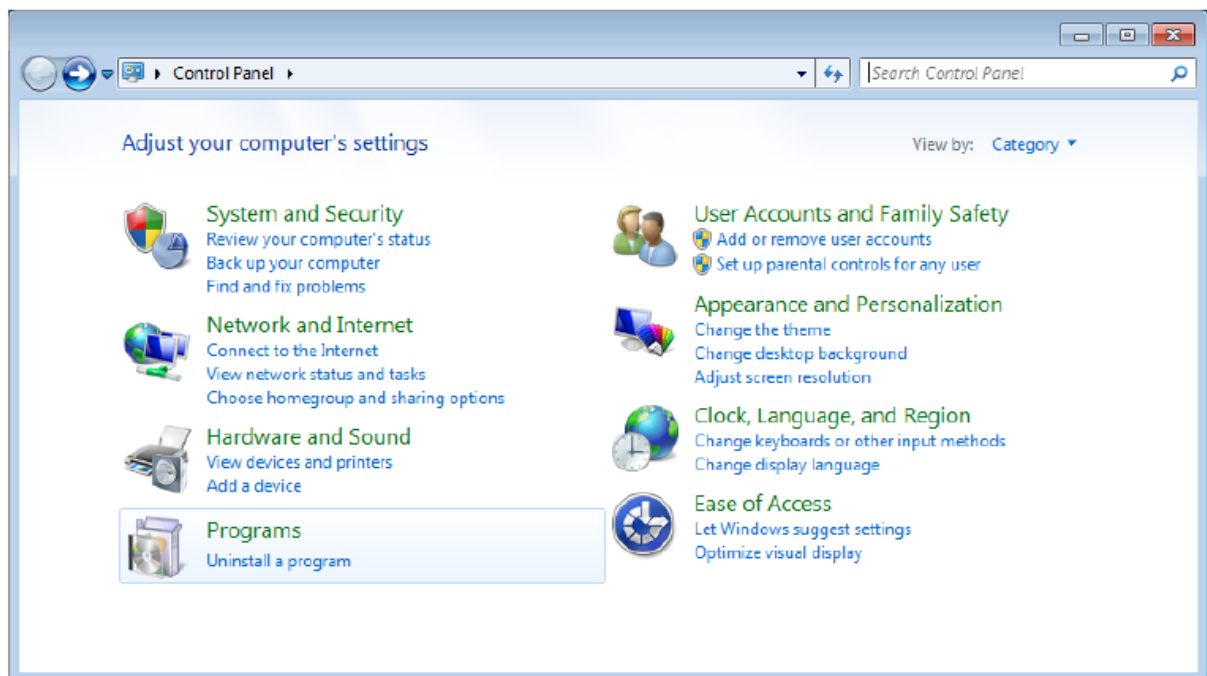 Control Panel
Search Control Panel
Adjust your computer's settings
View by: Category
System and Security
Review your computer's status
Back up your computer
Find and fix problems
Network and Internet
Connect to the Internet
View network status and tasks
Choose homegroup and sharing options
Hardware and Sound
View devices and printers
Add a device
Programs
Uninstall a program
User Accounts and Family Safety
Add or remove user accounts
Set up parental controls for any user
Appearance and Personalization
Change the theme
Change desktop background
Adjust screen resolution
Clock, Language, and Region
Change keyboards or other input methods
Change display language
Ease of Access
Let Windows suggest settings
Optimize visual display